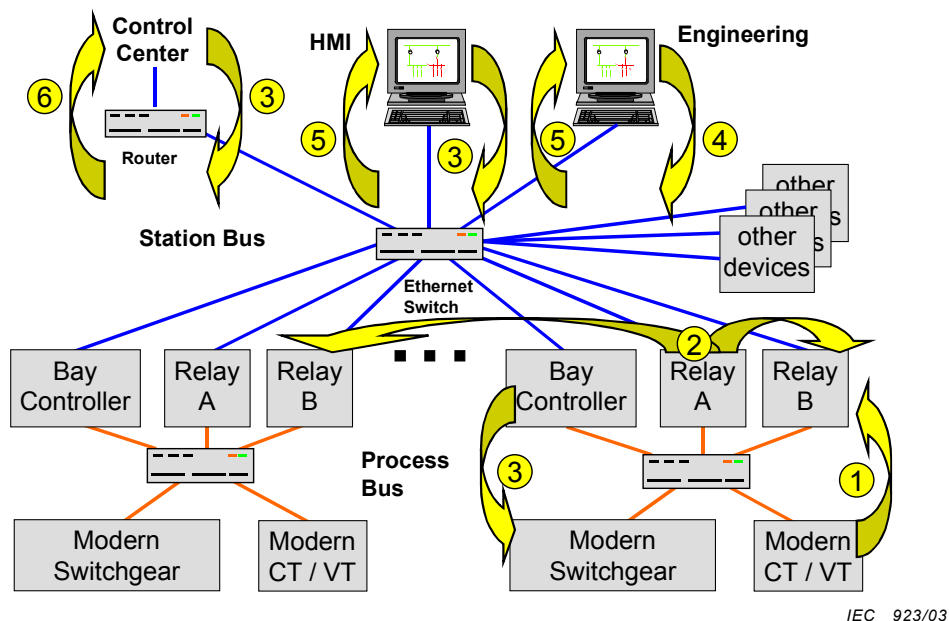 Control
Center
HMI
Engineering
6
3
5
3
5
4
Router
other
other
s
other
s
devices
Station Bus
Ethernet
Switch
2
Bay
Controller
Relay
A
Relay
B
Bay
Controller
Relay
A
Relay
B
Process
Bus
3
1
Modern
Switchgear
Modern
CT / VT
Modern
Switchgear
Modern
CT / VT
IEC 923/03